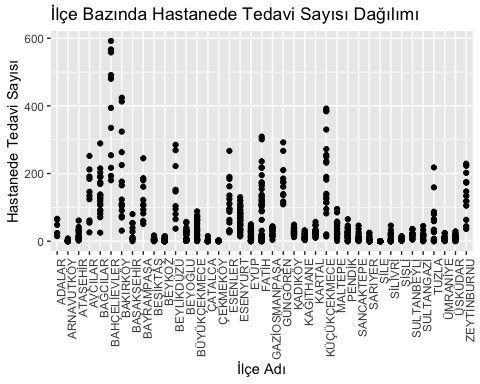 İlçe Bazında Hastanede Tedavi Sayısı Dağılımı
Hastanede Tedavi Sayısı
600
400
200
0
ADALAR
ARNAVUTKÖY
ATAŞEHİR
AVCILAR
BAĞCILAR
BAHÇELİEVLER
BAKIRKÖY
BAŞAKŞEHİR
BAYRAMPAŞA
BEŞİKTAŞ
BEYKOZ
BEYLİKDÜZÜ
BEYOĞLU
BÜYÜKÇEKMECE
ÇATALCA
ÇEKMEKÖY
ESENLER
ESENYURT
EYÜP
FATİH
GAZİOSMANPAŞA
GÜNGÖREN
KADIKÖY
KAĞITHANE
KARTAL
KÜÇÜKÇEKMECE
MALTEPE
PENDİK
SANCAKTEPE
SARIYER
ŞİLE
SİLİVRİ
ŞİŞLİ
SULTANBEYLİ
SULTANGAZİ
TUZLA
ÜMRANİYE
ÜSKÜDAR
ZEYTİNBURNU
İlçe Adı